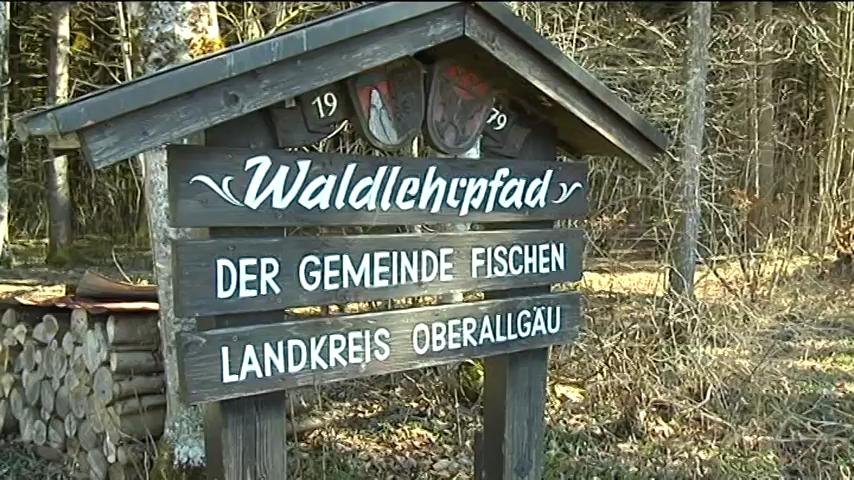 19 79
Waldlehrpfad
DER GEMEINDE FISCHEN
LANDKREIS OBERALLGÄU